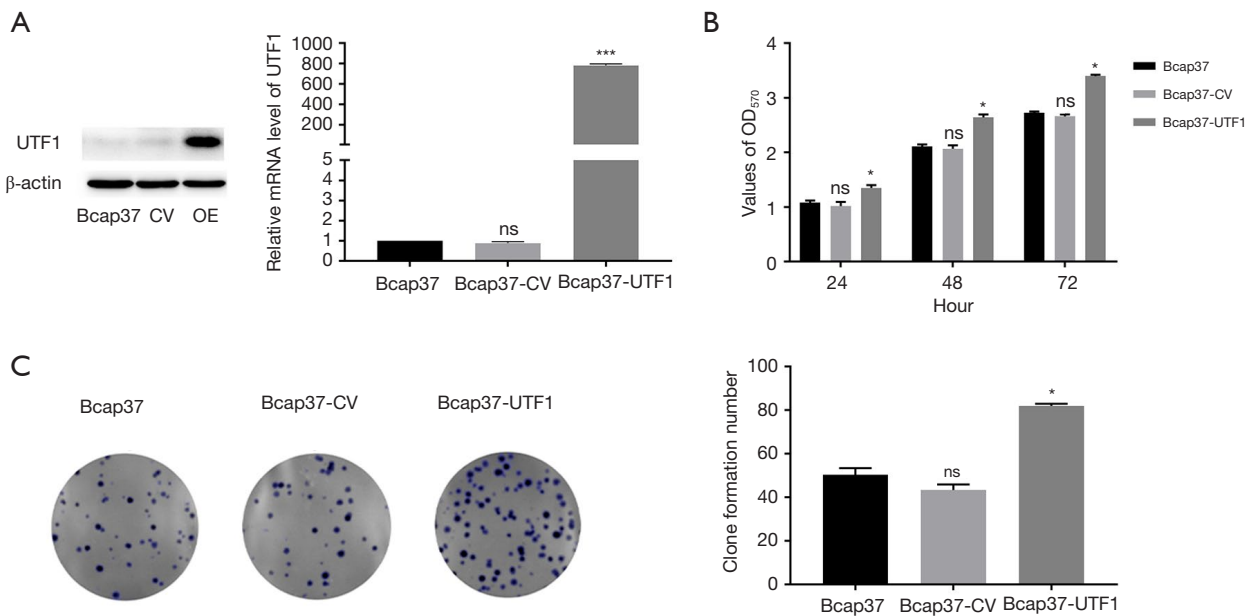 A
UTF1
β-actin
Bcap37 CV OE
Relative mRNA level of UTF1
1000
800
600
400
200
5
4
3
2
1
0
ns
***
Bcap37 Bcap37-CV Bcap37-UTF1
B
Values of OD570
4
3
2
1
0
ns
*
ns
*
ns
*
24 48 72
Hour
Bcap37
Bcap37-CV
Bcap37-UTF1
C
Bcap37 Bcap37-CV Bcap37-UTF1
Clone formation number
100
80
60
40
20
0
ns
*
Bcap37 Bcap37-CV Bcap37-UTF1